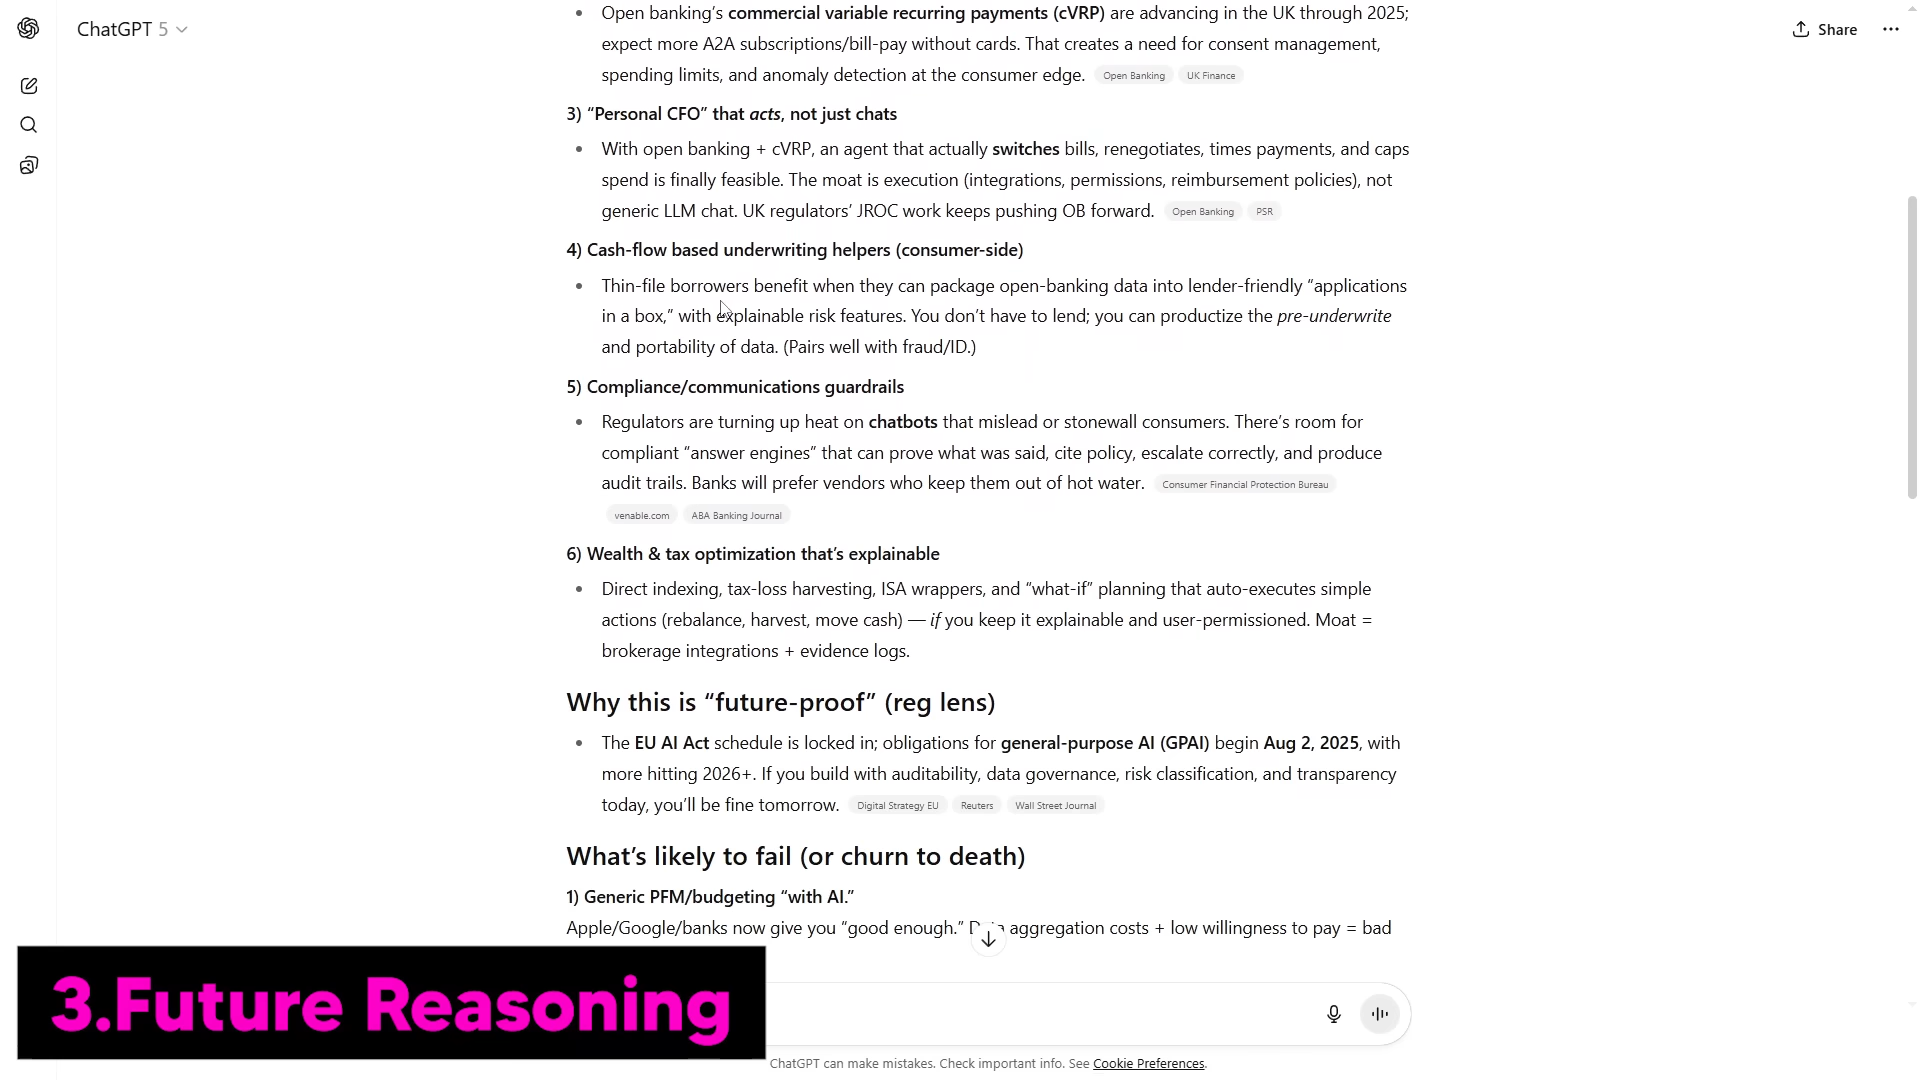 ChatGPT 5
Share
• Open banking’s commercial variable recurring payments (cVRP) are advancing in the UK through 2025;
expect more A2A subscriptions/bill-pay without cards. That creates a need for consent management,
spending limits, and anomaly detection at the consumer edge. Open Banking UK Finance
3) “Personal CFO” that acts, not just chats
• With open banking + cVRP, an agent that actually switches bills, renegotiates, times payments, and caps
spend is finally feasible. The moat is execution (integrations, permissions, reimbursement policies), not
generic LLM chat. UK regulators’ JROC work keeps pushing OB forward. Open Banking PSR
4) Cash-flow based underwriting helpers (consumer-side)
• Thin-file borrowers benefit when they can package open-banking data into lender-friendly “applications
in a box,” with explainable risk features. You don’t have to lend; you can productize the pre-underwrite
and portability of data. (Pairs well with fraud/ID.)
5) Compliance/communications guardrails
• Regulators are turning up heat on chatbots that mislead or stonewall consumers. There’s room for
compliant “answer engines” that can prove what was said, cite policy, escalate correctly, and produce
audit trails. Banks will prefer vendors who keep them out of hot water. Consumer Financial Protection Bureau
venable.com ABA Banking Journal
6) Wealth & tax optimization that’s explainable
• Direct indexing, tax-loss harvesting, ISA wrappers, and “what-if” planning that auto-executes simple
actions (rebalance, harvest, move cash) — if you keep it explainable and user-permissioned. Moat =
brokerage integrations + evidence logs.
Why this is “future-proof” (reg lens)
• The EU AI Act schedule is locked in; obligations for general-purpose AI (GPAI) begin Aug 2, 2025, with
more hitting 2026+. If you build with auditability, data governance, risk classification, and transparency
today, you’ll be fine tomorrow. Digital Strategy EU Reuters Wall Street Journal
What’s likely to fail (or churn to death)
1) Generic PFM/budgeting “with AI.”
Apple/Google/banks now give you “good enough.” Data aggregation costs + low willingness to pay = bad
3.Future Reasoning
ChatGPT can make mistakes. Check important info. See Cookie Preferences.